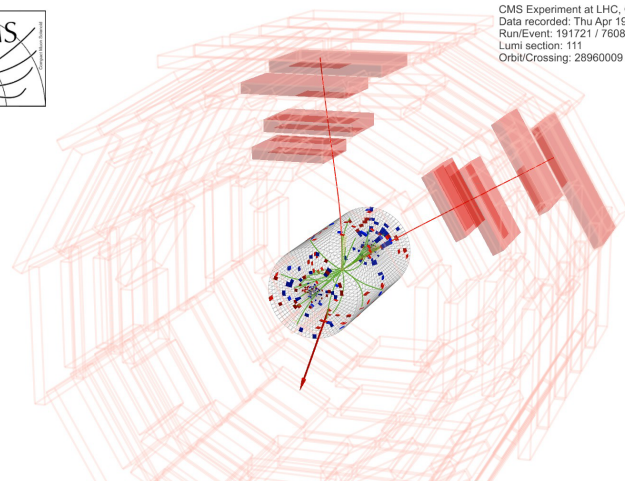 CMS Experiment at LHC,
Data recorded: Thu Apr 19
Run/Event: 191721 / 7608
Lumi section: 111
Orbit/Crossing: 28960009